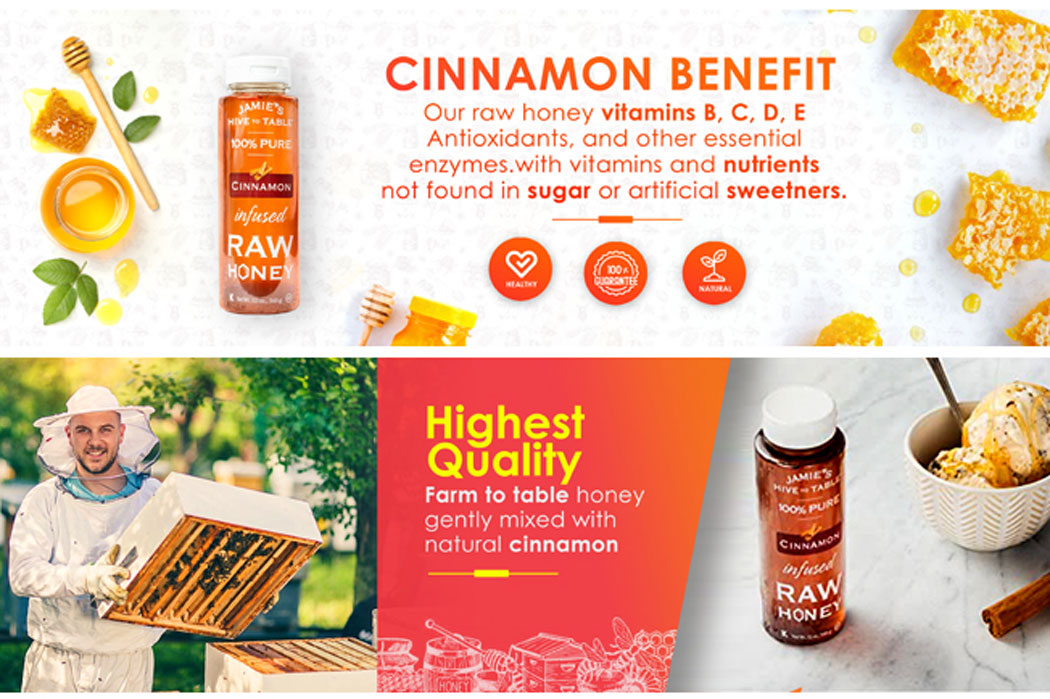 CINNAMON BENEFIT
Our raw honey vitamins B, C, D, E
Antioxidants, and other essential
enzymes.with vitamins and nutrients
not found in sugar or artificial sweetners.
HEALTHY
100%
GUARANTEE
NATURAL
JAMIE'S
HIVE TO TABLE
100% PURE
CINNAMON
infused
RAW
HONEY
Highest
Quality
Farm to table honey
gently mixed with
natural cinnamon
HONEY
JAMIE'S
HIVE TO TABLE
100% PURE
CINNAMON
infused
RAW
HONEY